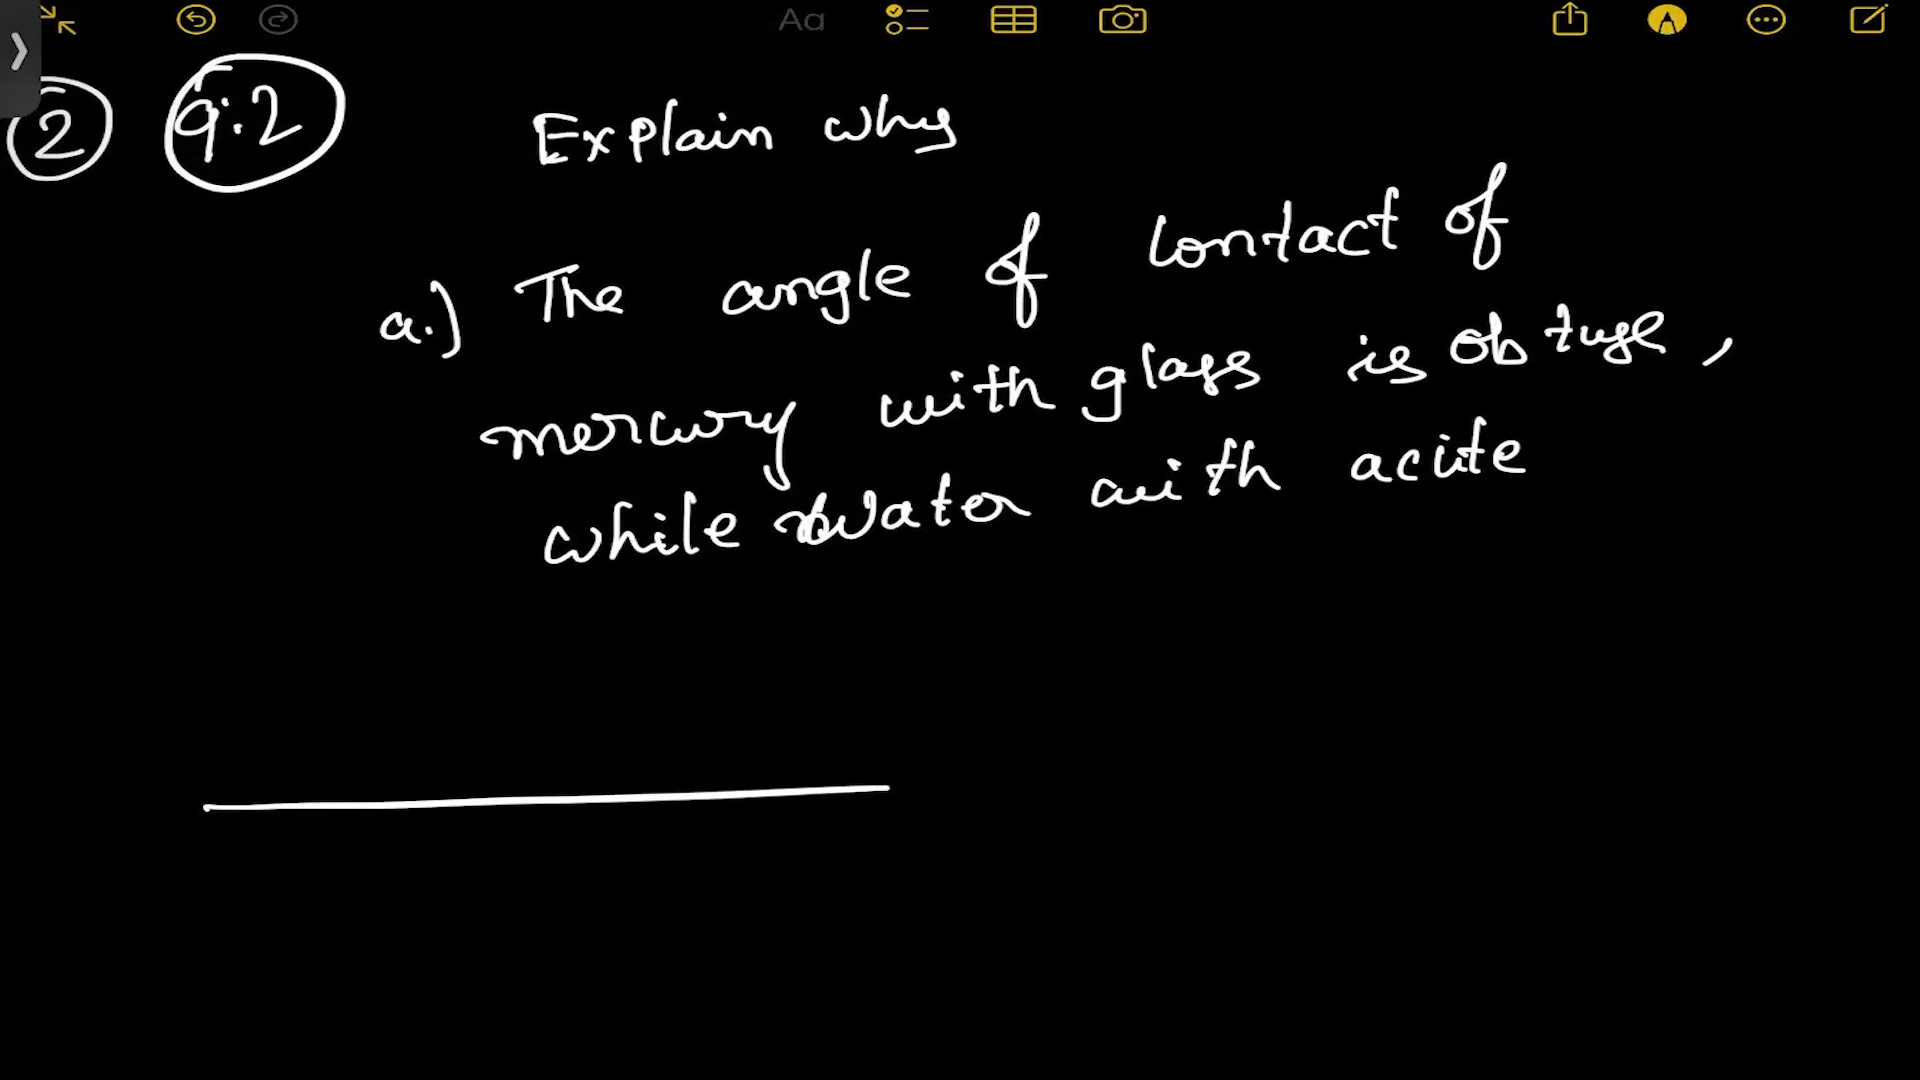 Aa
2 9.2 Explain why
a.) The angle of contact of
mercury with glass is obtuse,
while water with acute